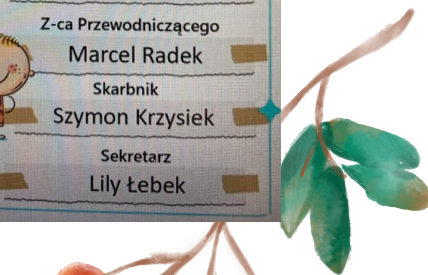 Z-ca Przewodniczącego
Marcel Radek
Skarbnik
Szymon Krzysiek
Sekretarz
Lily Łebek